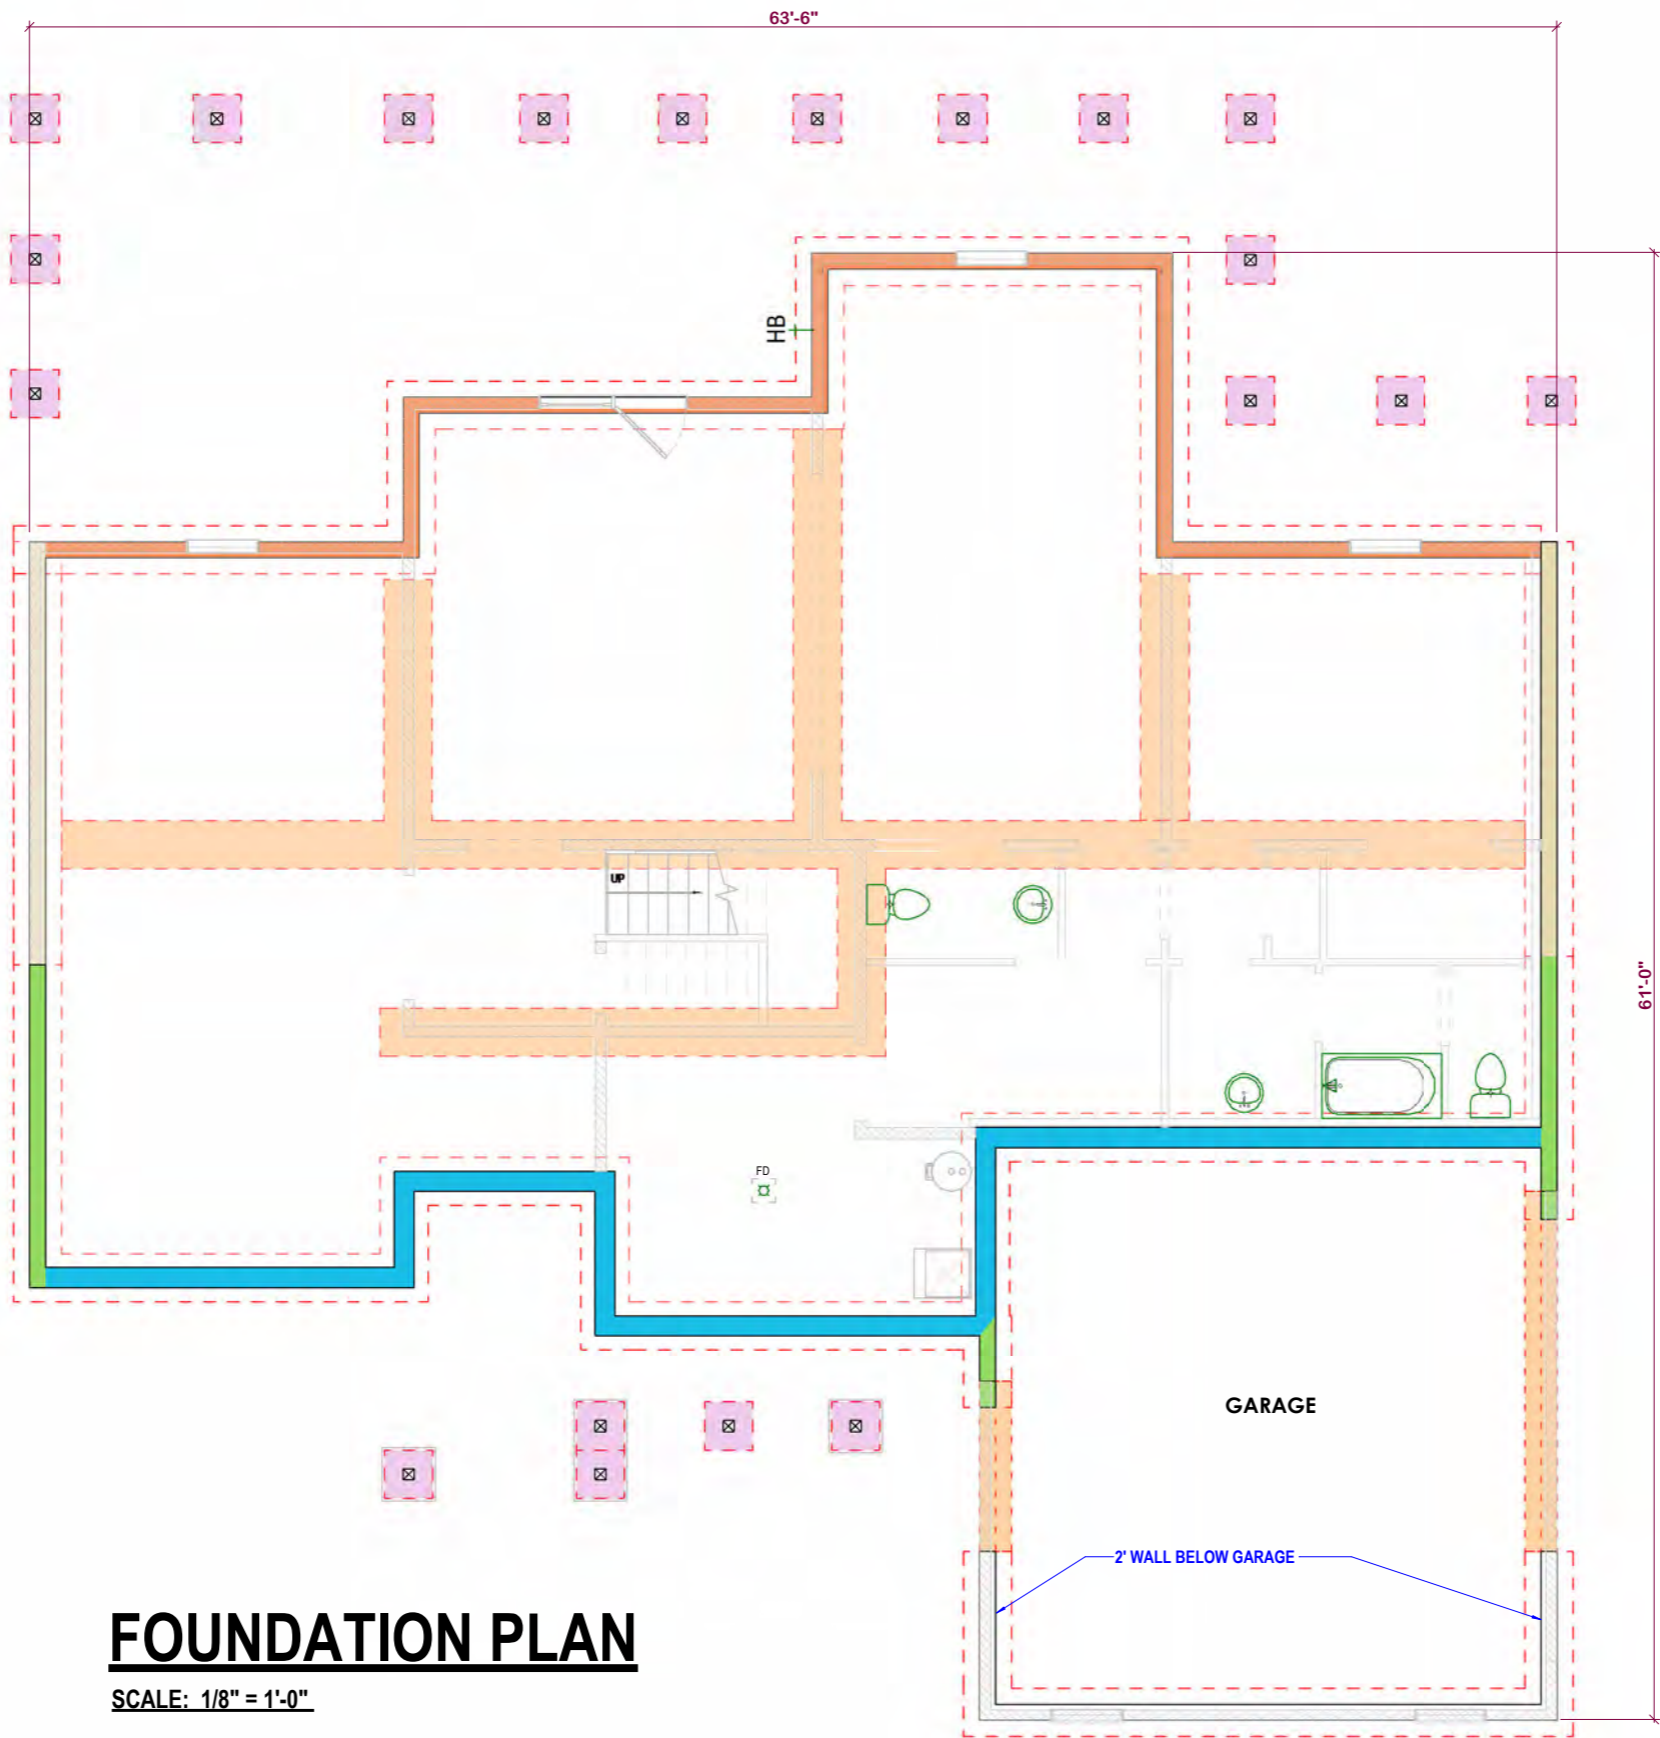 63'-6"
HB
UP
61'-0"
FD
GARAGE
2' WALL BELOW GARAGE
FOUNDATION PLAN
SCALE: 1/8" = 1'-0"